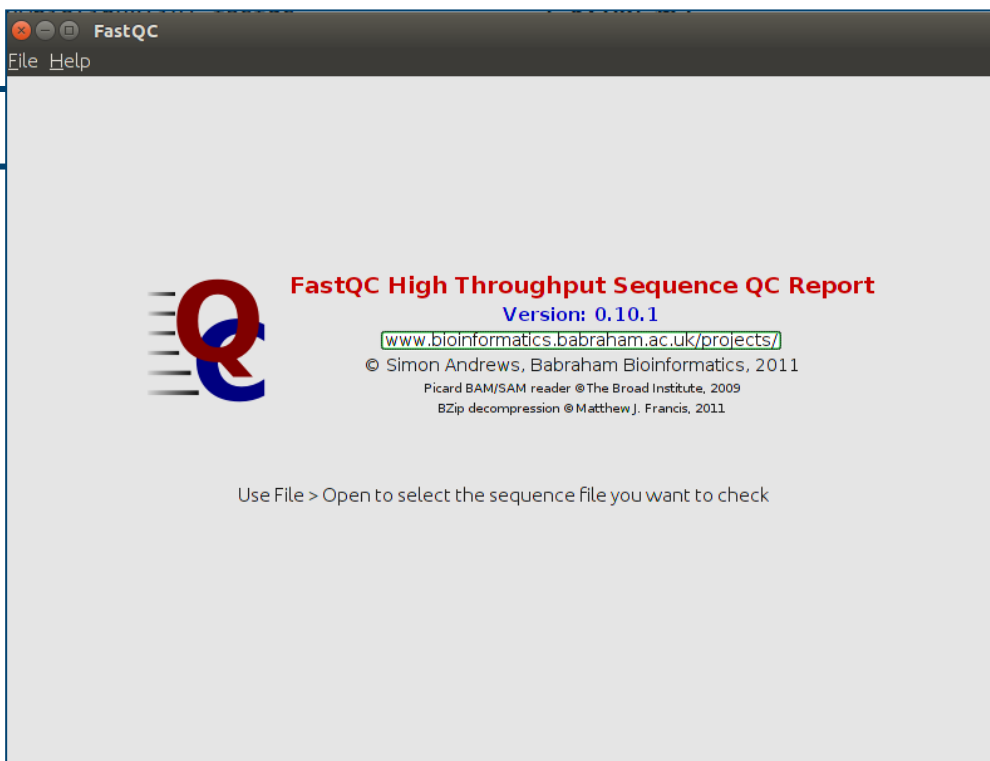 FastQC
File Help
FastQC High Throughput Sequence QC Report
Version: 0.10.1
www.bioinformatics.babraham.ac.uk/projects/
© Simon Andrews, Babraham Bioinformatics, 2011
Picard BAM/SAM reader ©The Broad Institute, 2009
BZip decompression ©Matthew J. Francis, 2011
QC
Use File > Open to select the sequence file you want to check